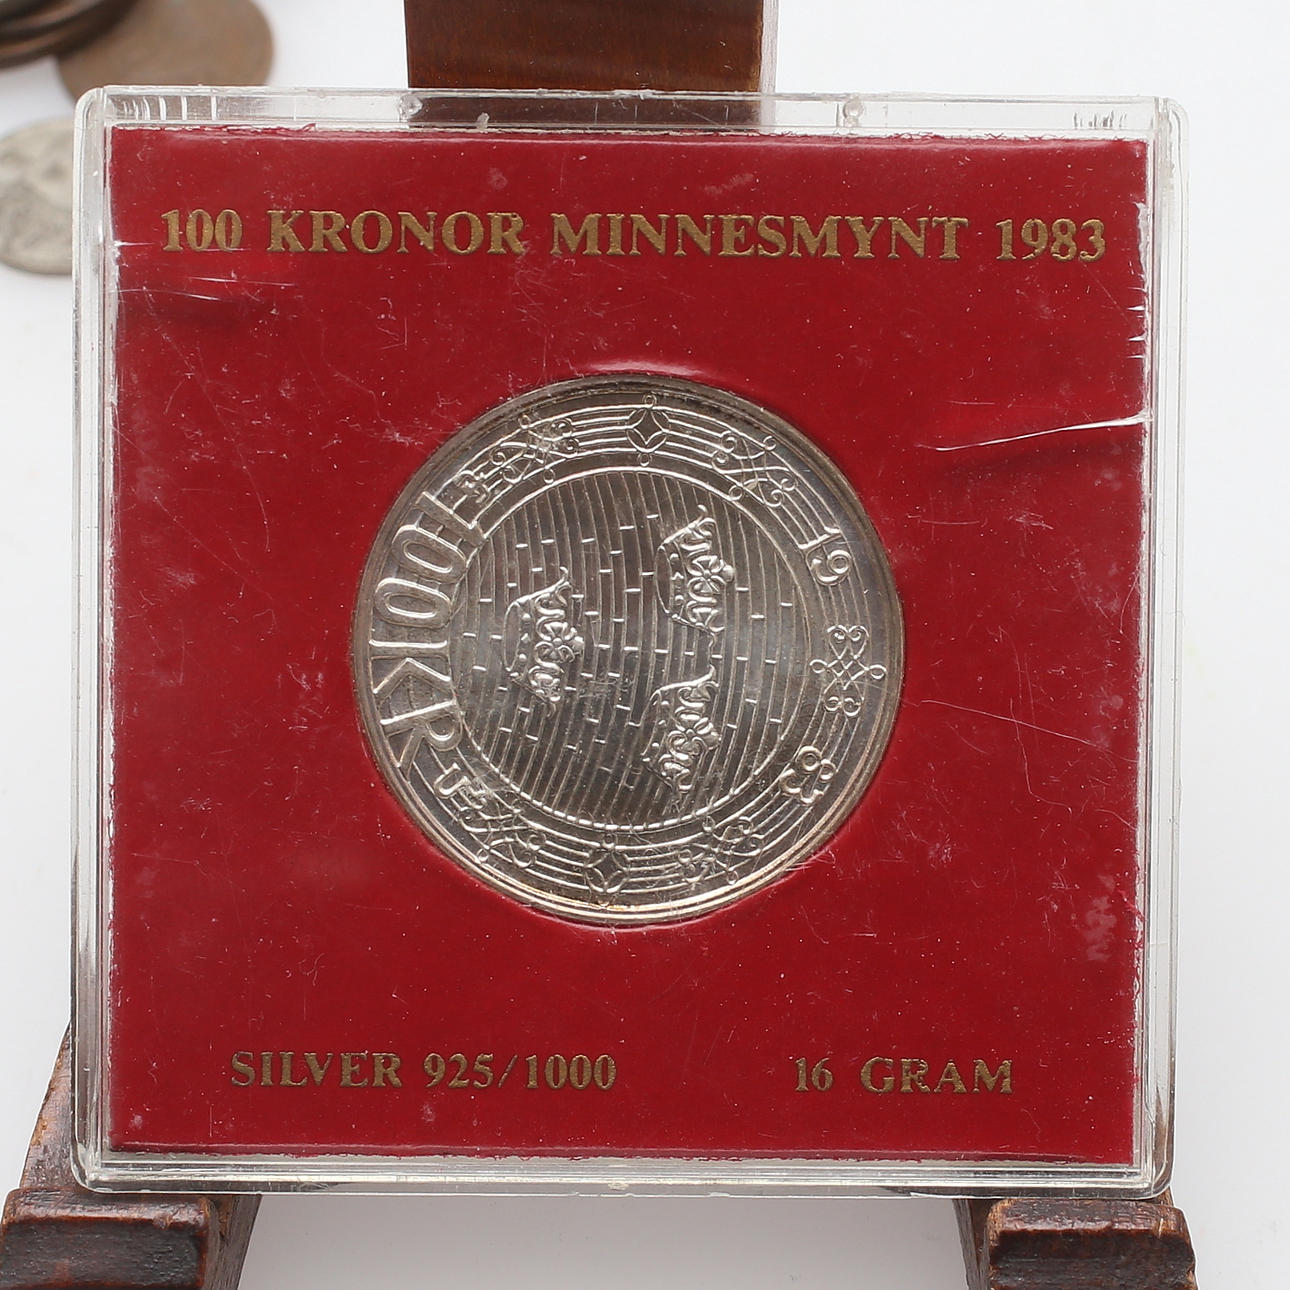 100 KRONOR MINNESMYNT 1983
100 KR
19 83
U
SILVER 925/1000 16 GRAM